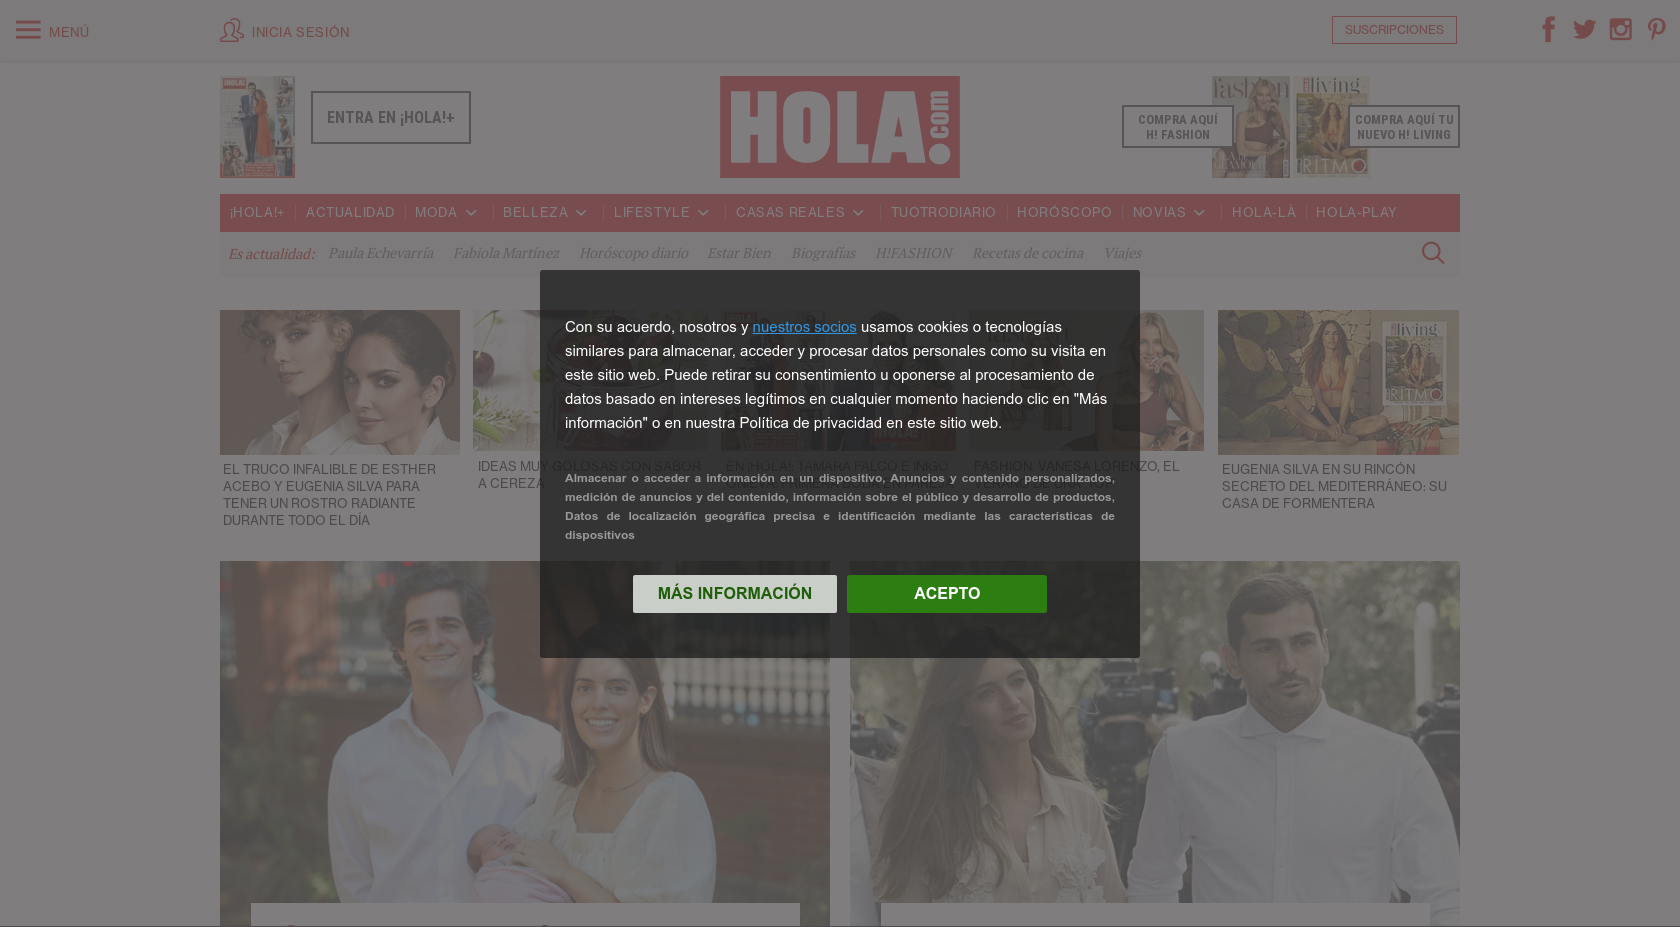 MENÚ
INICIA SESIÓN
SUSCRIPCIONES
¡HOLA!
ENTRA EN ¡HOLA!+
HOLA.com
fashion
living
COMPRA AQUÍ
H! FASHION
COMPRA AQUÍ TU
NUEVO H! LIVING
RITMO
¡HOLA!+
ACTUALIDAD
MODA
BELLEZA
LIFESTYLE
CASAS REALES
TUOTRODIARIO
HORÓSCOPO
NOVIAS
HOLA-LÀ
HOLA-PLAY
Es actualidad:
Paula Echevarría
Fabiola Martínez
Horóscopo diario
Estar Bien
Biografías
H!FASHION
Recetas de cocina
Viajes
living
RITMO
EL TRUCO INFALIBLE DE ESTHER
ACEBO Y EUGENIA SILVA PARA
TENER UN ROSTRO RADIANTE
DURANTE TODO EL DÍA
IDEAS MUY GOLOSAS CON SABOR
A CEREZA
EN ¡HOLA!: TAMARA FALCÓ E ÍÑIGO
FASHION: VANESA LORENZO, EL
EUGENIA SILVA EN SU RINCÓN
SECRETO DEL MEDITERRÁNEO: SU
CASA DE FORMENTERA
Con su acuerdo, nosotros y nuestros socios usamos cookies o tecnologías
similares para almacenar, acceder y procesar datos personales como su visita en
este sitio web. Puede retirar su consentimiento u oponerse al procesamiento de
datos basado en intereses legítimos en cualquier momento haciendo clic en "Más
información" o en nuestra Política de privacidad en este sitio web.
Almacenar o acceder a información en un dispositivo, Anuncios y contenido personalizados,
medición de anuncios y del contenido, información sobre el público y desarrollo de productos,
Datos de localización geográfica precisa e identificación mediante las características de
dispositivos
MÁS INFORMACIÓN
ACEPTO